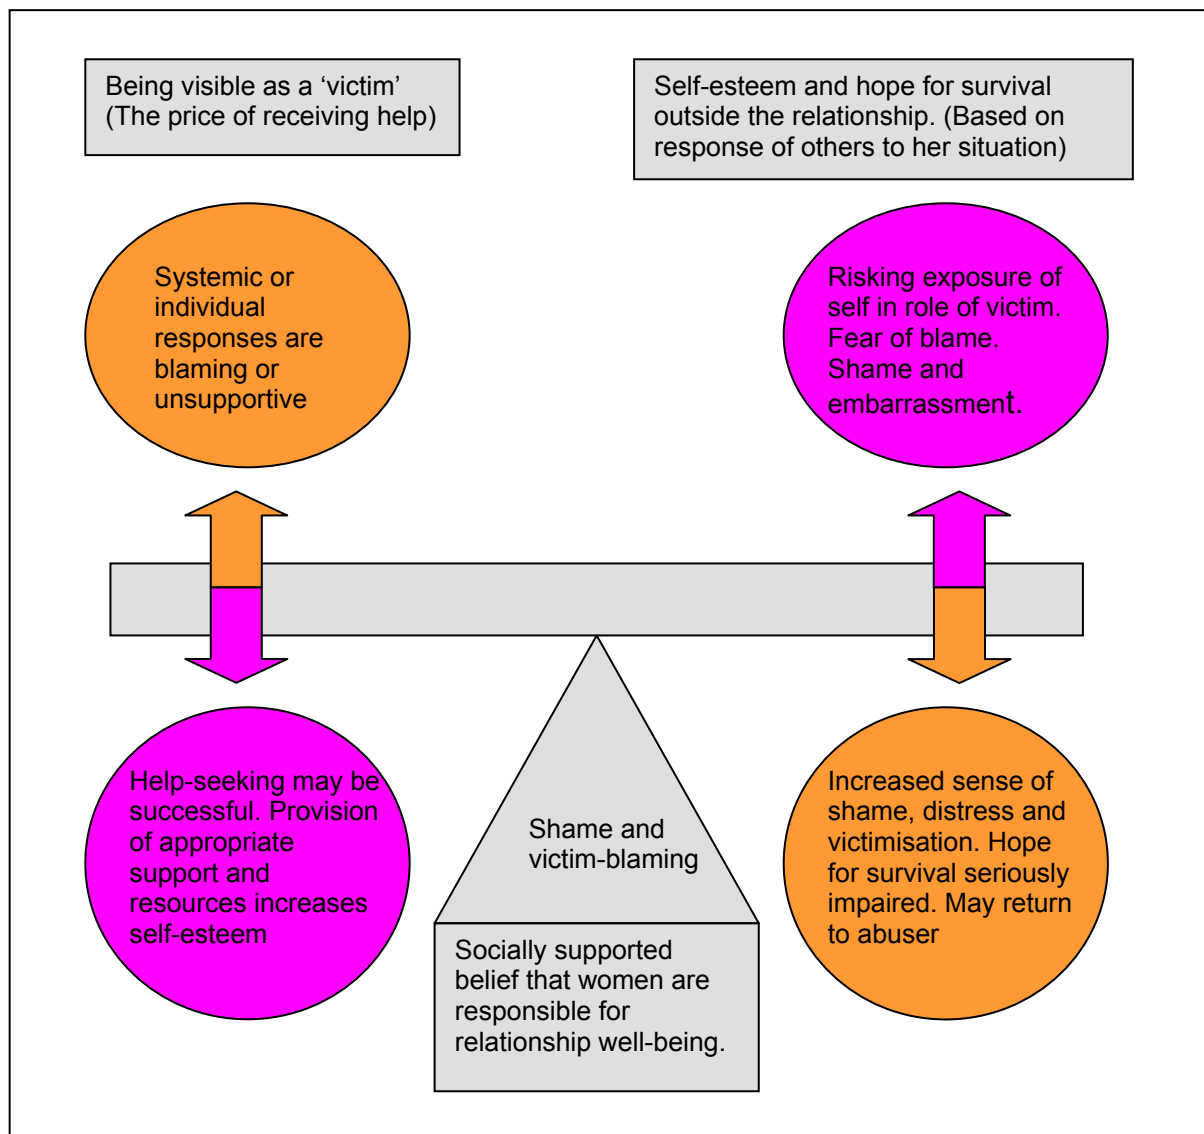 Being visible as a ‘victim’
(The price of receiving help)
Self-esteem and hope for survival
outside the relationship. (Based on
response of others to her situation)
Systemic or
individual
responses are
blaming or
unsupportive
Risking exposure of
self in role of victim.
Fear of blame.
Shame and
embarrassment.
Help-seeking may be
successful. Provision
of appropriate
support and
resources increases
self-esteem
Shame and
victim-blaming
Increased sense of
shame, distress and
victimisation. Hope
for survival seriously
impaired. May return
to abuser
Socially supported
belief that women are
responsible for
relationship well-being.